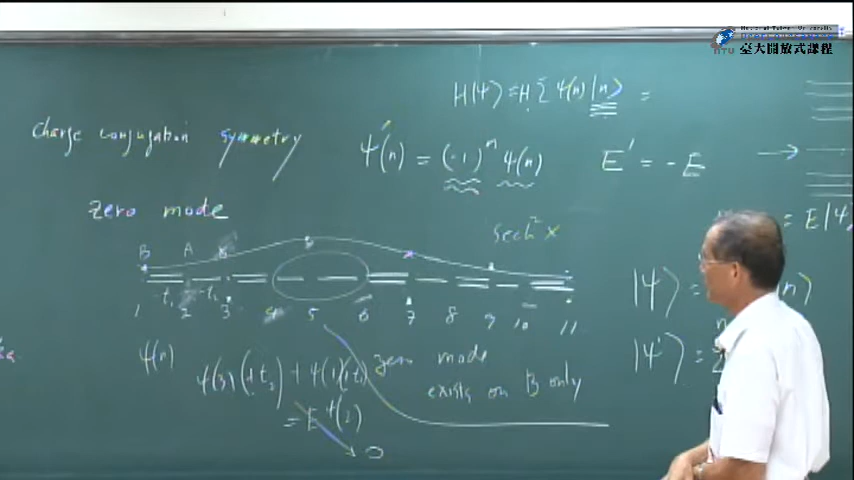 臺大開放式課程
H|ψ⟩ = H Σ ψ(n)|n⟩ =
charge conjugation symmetry
ψ'(n) = (-1)^n ψ(n) E' = -E →
zero mode
= E|ψ
sech² x
B A B
-t₁ -t₂
|ψ⟩ =
1 2 3 4 5 6 7 8 9 10 11
ψ(n)
|ψ'⟩ =
zero mode
ψ(3)(+t₂) + ψ(1)(+t₁)
exists on B only
= E ψ(2)
0